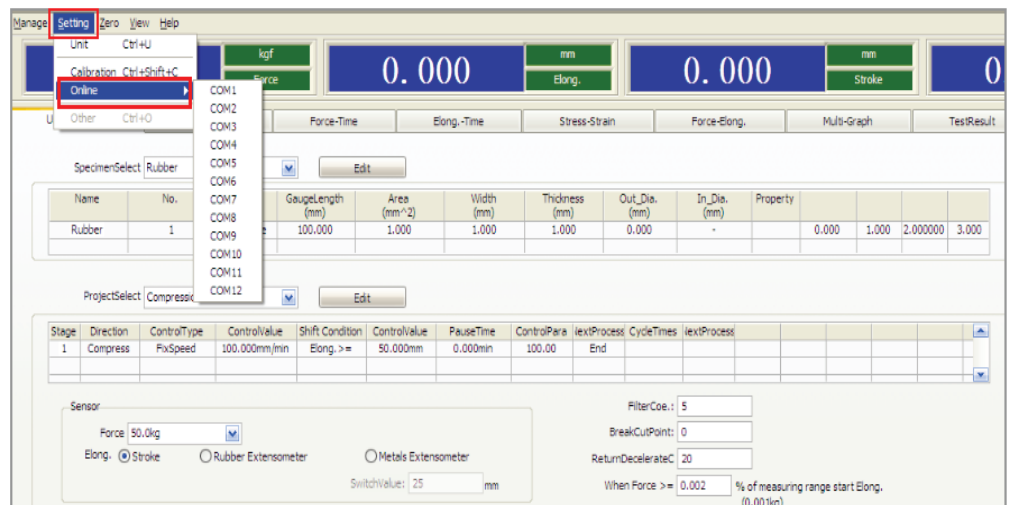 Manage Setting Zero View Help
Unit Ctrl+U
Calibration Ctrl+Shift+C
Online
Other Ctrl+O
COM1
COM2
COM3
COM4
COM5
COM6
COM7
COM8
COM9
COM10
COM11
COM12
kgf
Force
0.00
mm
Elong.
0.00
mm
Stroke
0
Force-Time Elong.-Time Stress-Strain Force-Elong. Multi-Graph TestResult
SpecimenSelect Rubber Edit
Name No. GaugeLength (mm) Area (mm^2) Width (mm) Thickness (mm) Out_Dia. (mm) In_Dia. (mm) Property
Rubber 1 100.000 1.000 1.000 1.000 0.000 - 0.000 1.000 2.000000 3.000
ProjectSelect Edit
Stage Direction ControlType ControlValue Shift Condition ControlValue PauseTime ControlPara lextProcess CycleTimes lextProcess
1 Compress FixSpeed 100.000mm/min Elong.>= 50.000mm 0.000min 100.00 End
Sensor
Force 50.0kg
Elong. Stroke Rubber Extensometer Metals Extensometer
SwitchValue: 25 mm
FilterCoe.: 5
BreakCutPoint: 0
ReturnDecelerateC 20
When Force >= 0.002 % of measuring range start Elong.
(0.001kg)